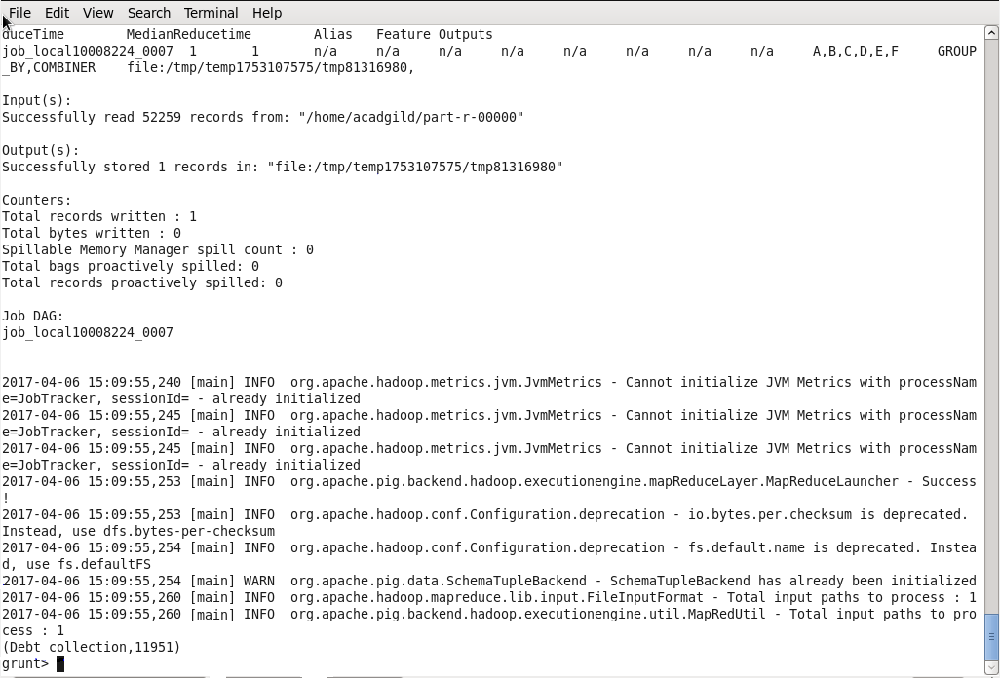 File Edit View Search Terminal Help
duceTime MedianReducetime Alias Feature Outputs
job_local10008224_0007 1 1 n/a n/a n/a n/a n/a n/a n/a n/a A,B,C,D,E,F GROUP
_BY,COMBINER file:/tmp/temp1753107575/tmp81316980,
Input(s):
Successfully read 52259 records from: "/home/acadgild/part-r-00000"
Output(s):
Successfully stored 1 records in: "file:/tmp/temp1753107575/tmp81316980"
Counters:
Total records written : 1
Total bytes written : 0
Spillable Memory Manager spill count : 0
Total bags proactively spilled: 0
Total records proactively spilled: 0
Job DAG:
job_local10008224_0007
2017-04-06 15:09:55,240 [main] INFO org.apache.hadoop.metrics.jvm.JvmMetrics - Cannot initialize JVM Metrics with processNam
e=JobTracker, sessionId= - already initialized
2017-04-06 15:09:55,245 [main] INFO org.apache.hadoop.metrics.jvm.JvmMetrics - Cannot initialize JVM Metrics with processNam
e=JobTracker, sessionId= - already initialized
2017-04-06 15:09:55,245 [main] INFO org.apache.hadoop.metrics.jvm.JvmMetrics - Cannot initialize JVM Metrics with processNam
e=JobTracker, sessionId= - already initialized
2017-04-06 15:09:55,253 [main] INFO org.apache.pig.backend.hadoop.executionengine.mapReduceLayer.MapReduceLauncher - Success
!
2017-04-06 15:09:55,253 [main] INFO org.apache.hadoop.conf.Configuration.deprecation - io.bytes.per.checksum is deprecated.
Instead, use dfs.bytes-per-checksum
2017-04-06 15:09:55,254 [main] INFO org.apache.hadoop.conf.Configuration.deprecation - fs.default.name is deprecated. Instea
d, use fs.defaultFS
2017-04-06 15:09:55,254 [main] WARN org.apache.pig.data.SchemaTupleBackend - SchemaTupleBackend has already been initialized
2017-04-06 15:09:55,260 [main] INFO org.apache.hadoop.mapreduce.lib.input.FileInputFormat - Total input paths to process : 1
2017-04-06 15:09:55,260 [main] INFO org.apache.pig.backend.hadoop.executionengine.util.MapRedUtil - Total input paths to pro
cess : 1
(Debt collection,11951)
grunt>